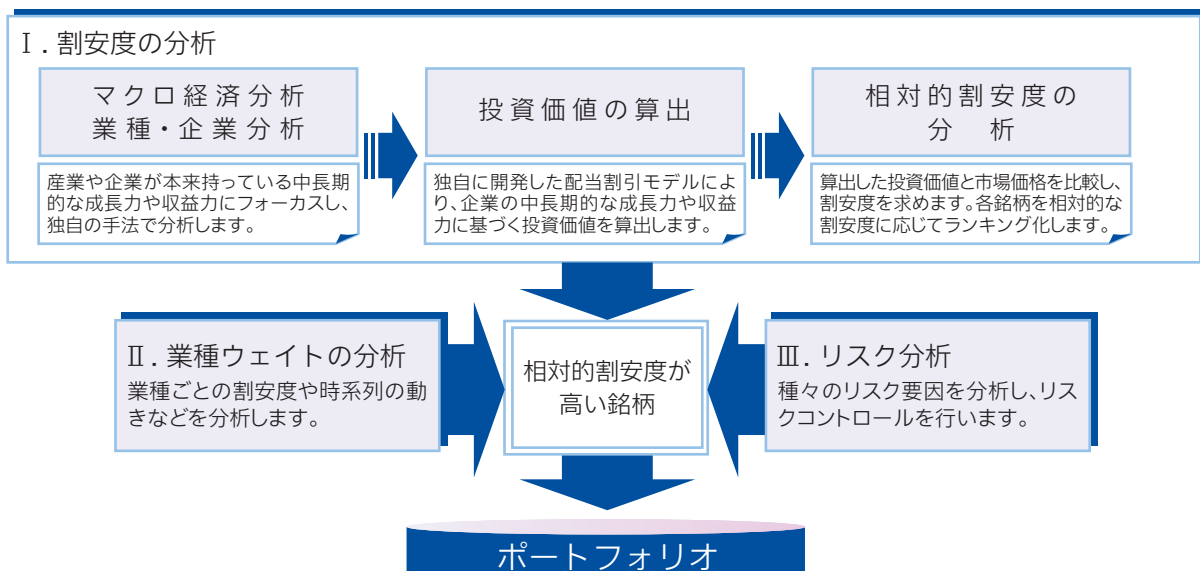 Ⅰ. 割安度の分析
マクロ経済分析
業種・企業分析
産業や企業が本来持っている中長期
的な成長力や収益力にフォーカスし、
独自の手法で分析します。
投資価値の算出
独自に開発した配当割引モデルによ
り、企業の中長期的な成長力や収益
力に基づく投資価値を算出します。
相対的割安度の
分 析
算出した投資価値と市場価格を比較し、
割安度を求めます。各銘柄を相対的な
割安度に応じてランキング化します。
Ⅱ. 業種ウェイトの分析
業種ごとの割安度や時系列の動
きなどを分析します。
相対的割安度が
高い銘柄
Ⅲ. リスク分析
種々のリスク要因を分析し、リス
クコントロールを行います。
ポートフォリオ